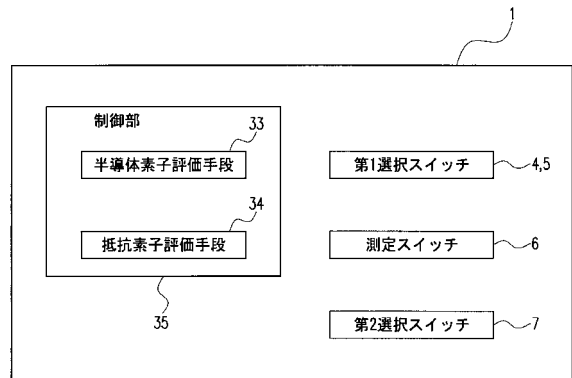 1
制御部
33
半導体素子評価手段
34
抵抗素子評価手段
35
第1選択スイッチ
4,5
測定スイッチ
6
第2選択スイッチ
7